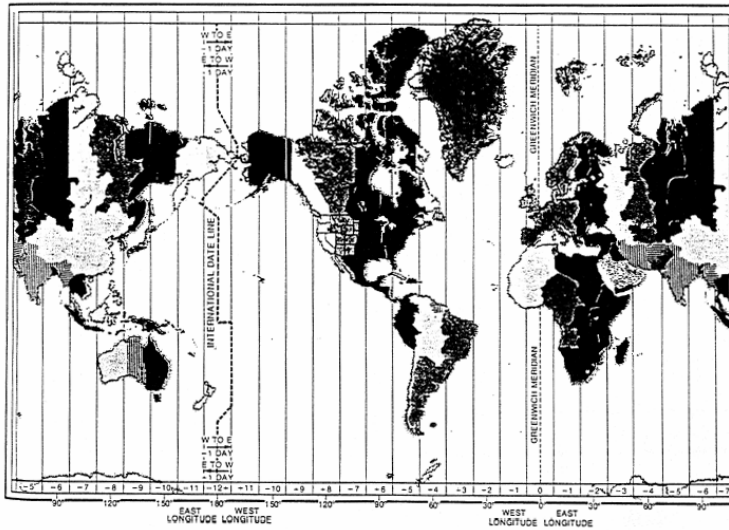 W TO E
-1 DAY
E TO W
-1 DAY
INTERNATIONAL DATE LINE
GREENWICH MERIDIAN
GREENWICH MERIDIAN
W TO E
-1 DAY
E TO W
-1 DAY
-5 -6 -7 -8 -9 -10 -11 -12 +11 +10 -9 -8 -7 -6 -5 -4 -3 -2 -1 0 -1 -2 -3 -4 -5 -6 -7
90° 120° 150° 150° 120° 90° 60° 30° 0° 30° 60° 90°
EAST WEST WEST EAST
LONGITUDE LONGITUDE LONGITUDE LONGITUDE